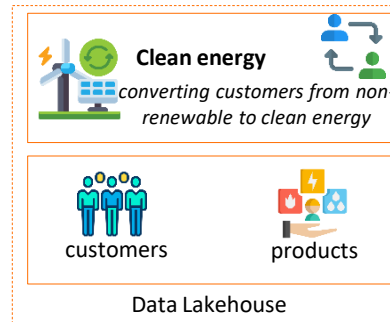 Clean energy
converting customers from non-
renewable to clean energy
customers
products
Data Lakehouse